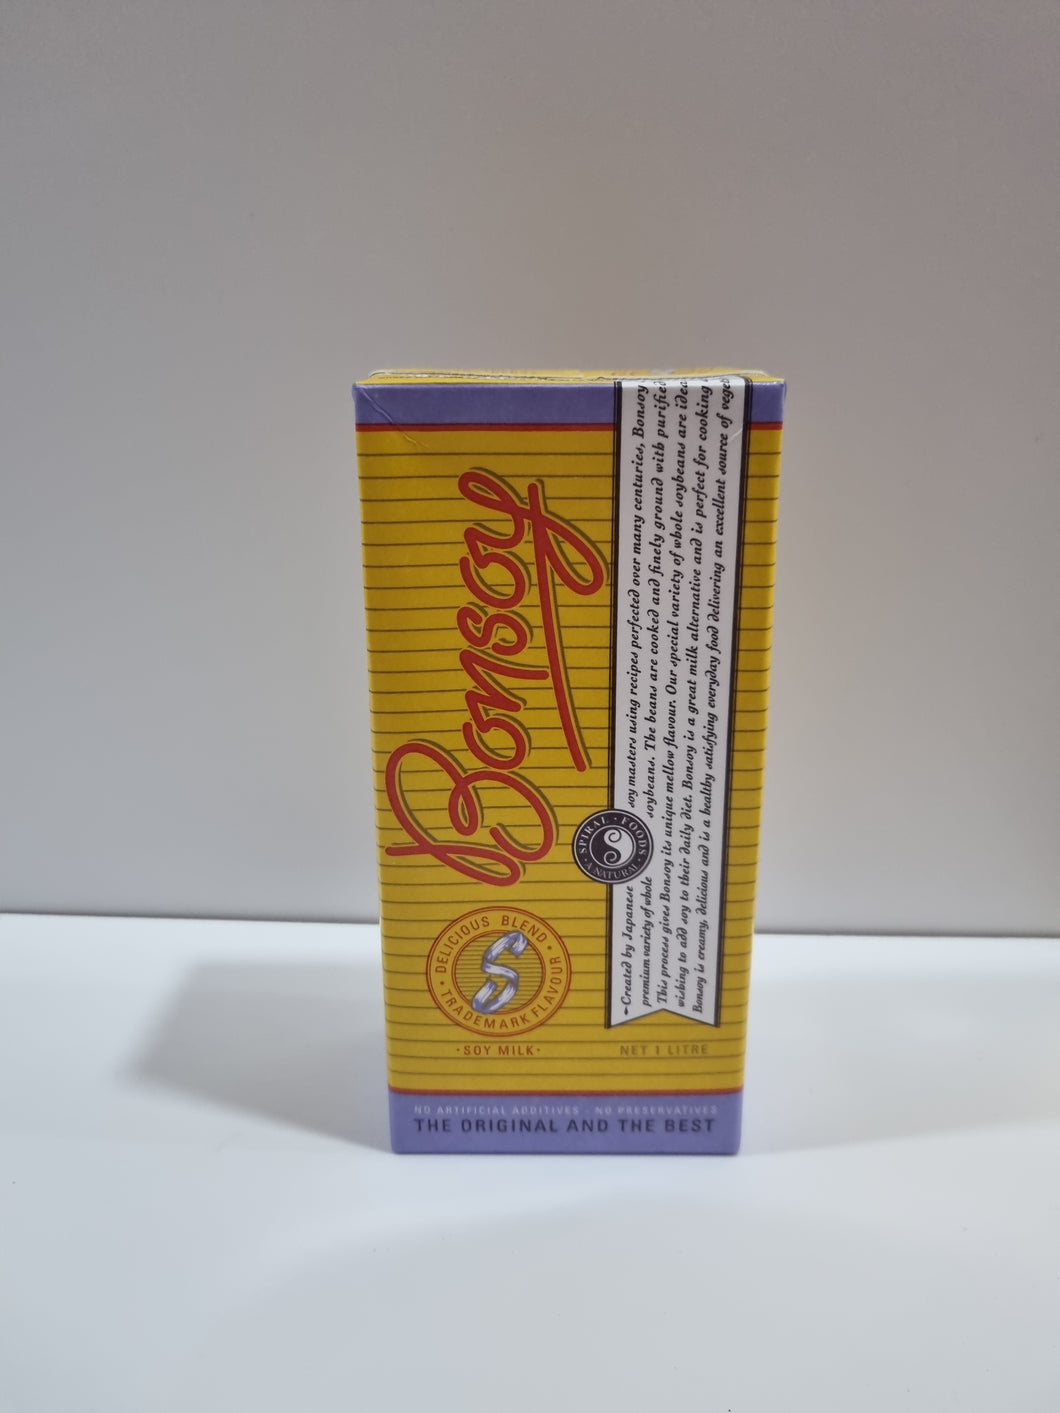 Bonsoy
Created by Japanese soy masters using recipes perfected over many centuries, Bonsoy
premium variety of whole soybeans. The beans are cooked and finely ground with purified
This process gives Bonsoy its unique mellow flavour. Our special variety of whole soybeans are
wishing to add soy to their daily diet. Bonsoy is a great milk alternative and is perfect for cooking
Bonsoy is creamy, delicious and is a healthy satisfying everyday food delivering an excellent source of
SPIRAL · FOODS
· A NATURAL ·
· DELICIOUS BLEND ·
TRADEMARK FLAVOUR
S
· SOY MILK ·
NET 1 LITRE
NO ARTIFICIAL ADDITIVES - NO PRESERVATIVES
THE ORIGINAL AND THE BEST